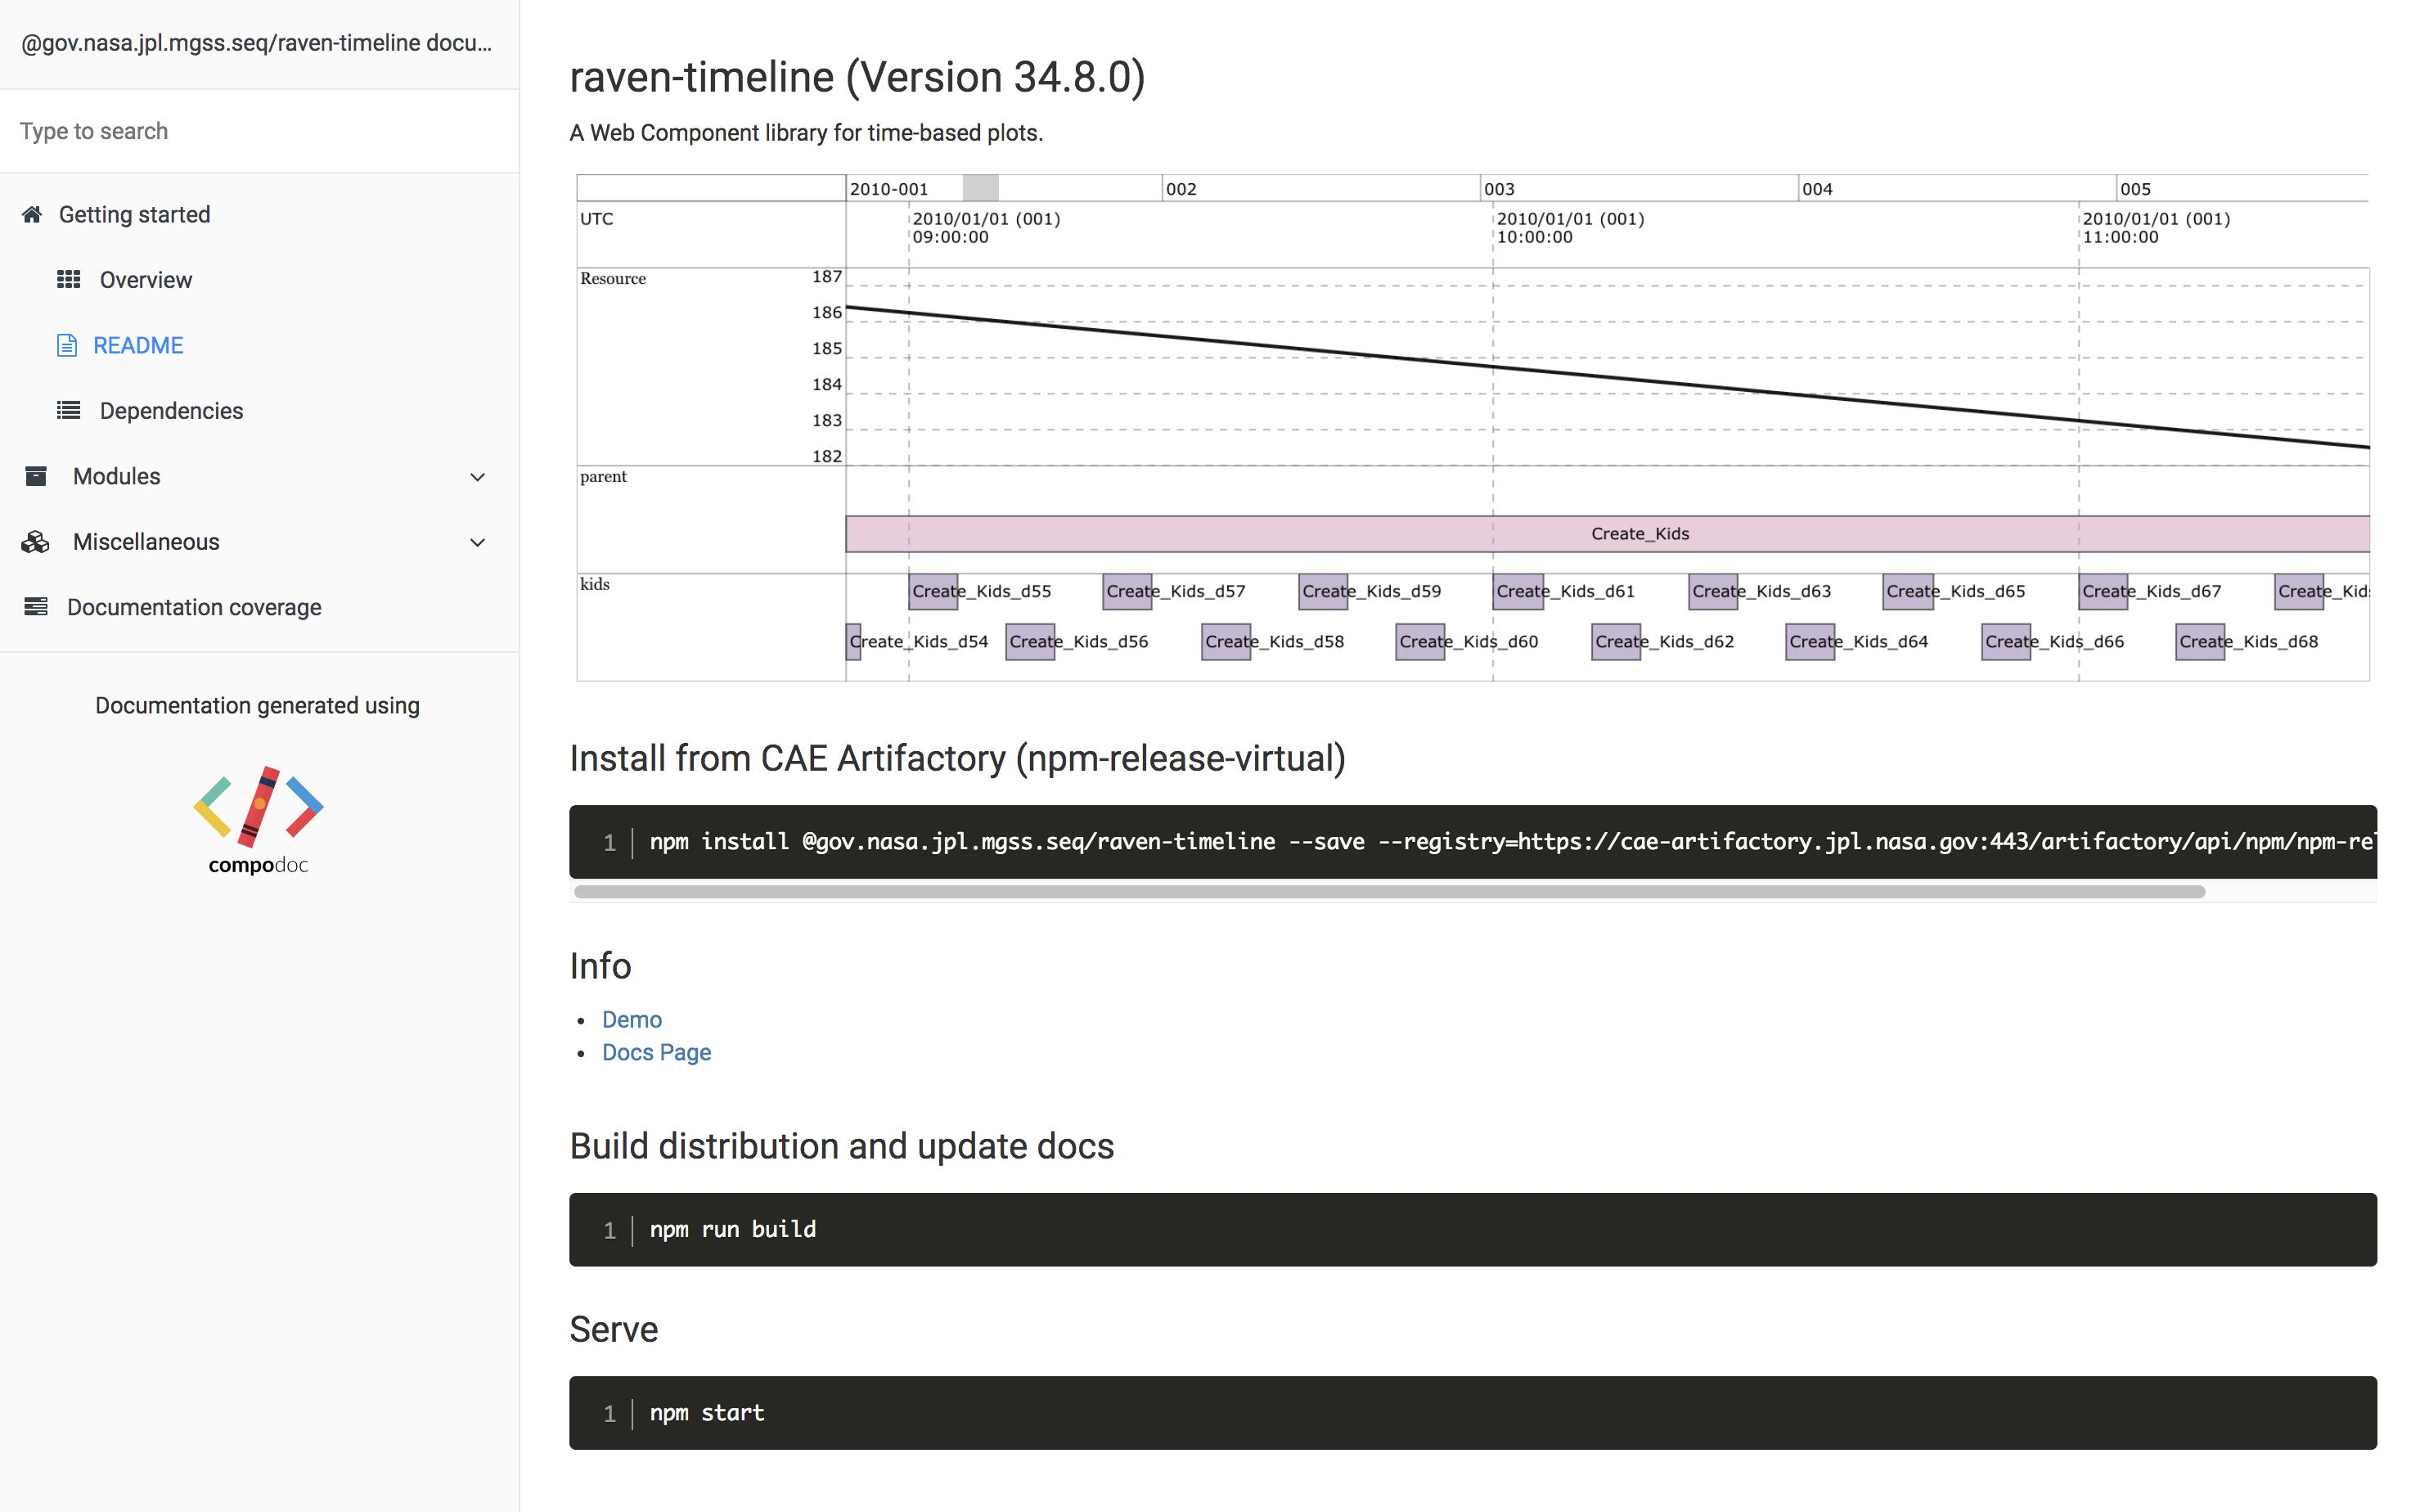 @gov.nasa.jpl.mgss.seq/raven-timeline docu...
Type to search
Getting started
Overview
README
Dependencies
Modules
Miscellaneous
Documentation coverage
Documentation generated using
compodoc
raven-timeline (Version 34.8.0)
A Web Component library for time-based plots.
2010-001 002 003 004 005
UTC
2010/01/01 (001) 2010/01/01 (001) 2010/01/01 (001)
09:00:00 10:00:00 11:00:00
Resource
187
186
185
184
183
182
parent
Create_Kids
kids
Create_Kids_d55 Create_Kids_d57 Create_Kids_d59 Create_Kids_d61 Create_Kids_d63 Create_Kids_d65 Create_Kids_d67 Create_Kids
Create_Kids_d54 Create_Kids_d56 Create_Kids_d58 Create_Kids_d60 Create_Kids_d62 Create_Kids_d64 Create_Kids_d66 Create_Kids_d68
Install from CAE Artifactory (npm-release-virtual)
1 npm install @gov.nasa.jpl.mgss.seq/raven-timeline --save --registry=https://cae-artifactory.jpl.nasa.gov:443/artifactory/api/npm/npm-rel
Info
• Demo
• Docs Page
Build distribution and update docs
1 npm run build
Serve
1 npm start